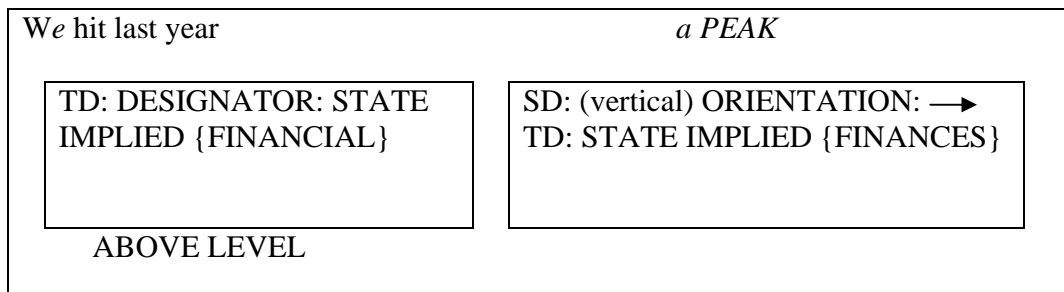 We hit last year a PEAK
TD: DESIGNATOR: STATE
IMPLIED {FINANCIAL}
SD: (vertical) ORIENTATION: →
TD: STATE IMPLIED {FINANCES}
ABOVE LEVEL